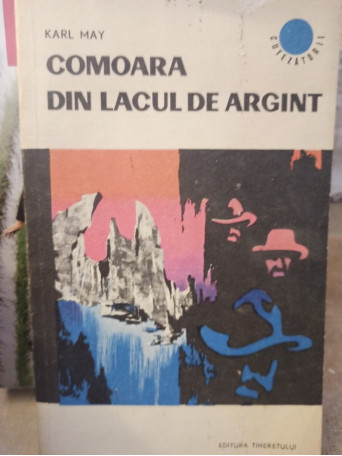 KARL MAY
CUTEZĂTORII
COMOARA
DIN LACUL DE ARGINT
EDITURA TINERETULUI